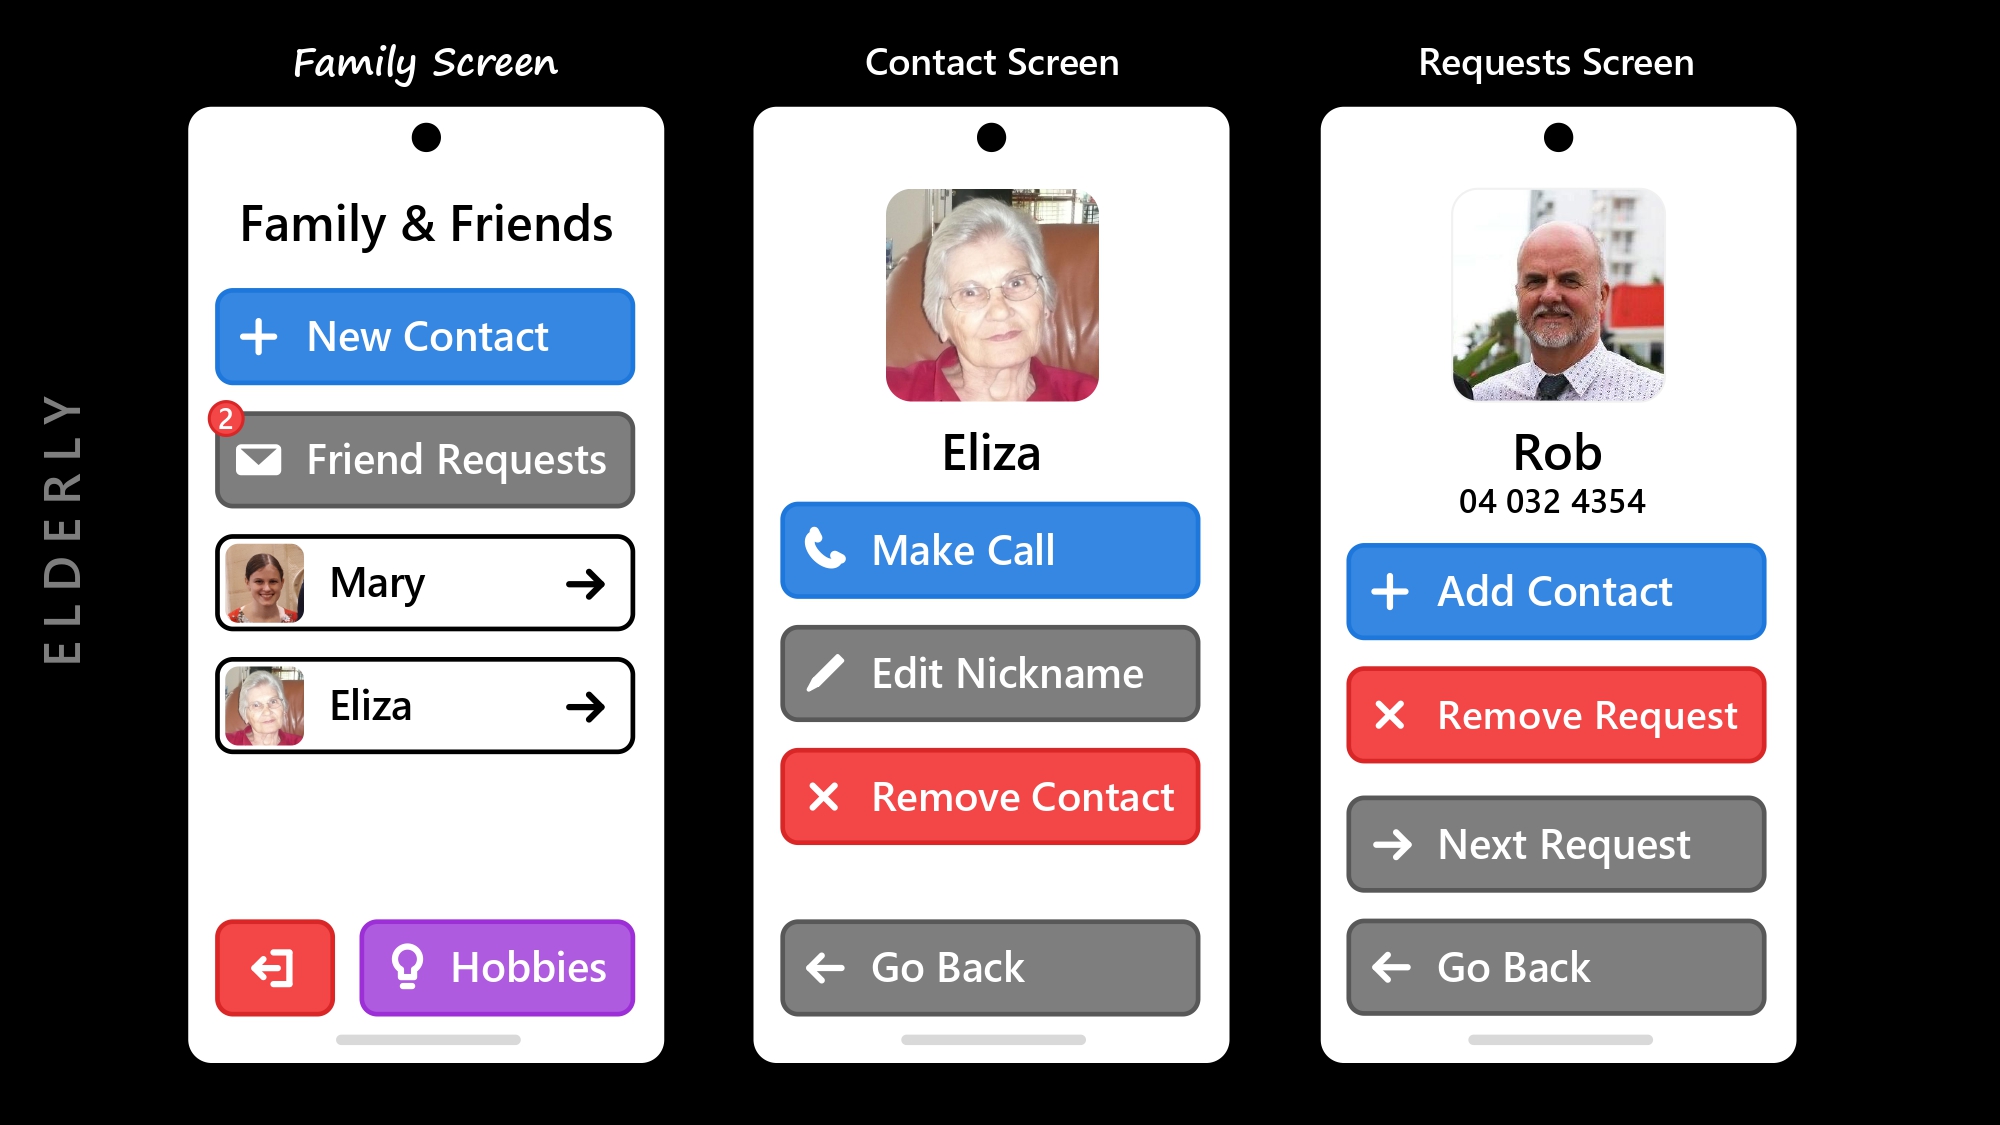 ELDERLY
Family Screen
Family & Friends
New Contact
2
Friend Requests
Mary
Eliza
Hobbies
Contact Screen
Eliza
Make Call
Edit Nickname
Remove Contact
Go Back
Requests Screen
Rob
04 032 4354
Add Contact
Remove Request
Next Request
Go Back